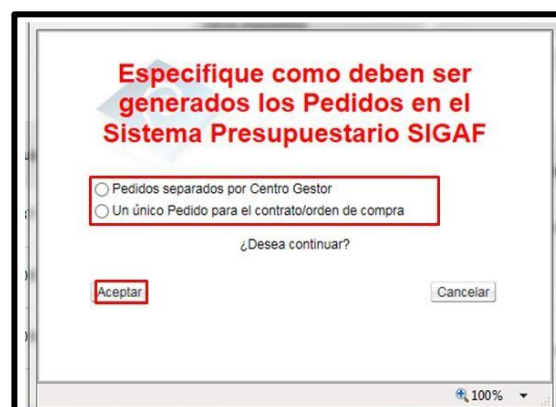 Especifique como deben ser
generados los Pedidos en el
Sistema Presupuestario SIGAF
Pedidos separados por Centro Gestor
Un único Pedido para el contrato/orden de compra
¿Desea continuar?
Aceptar
Cancelar
100%